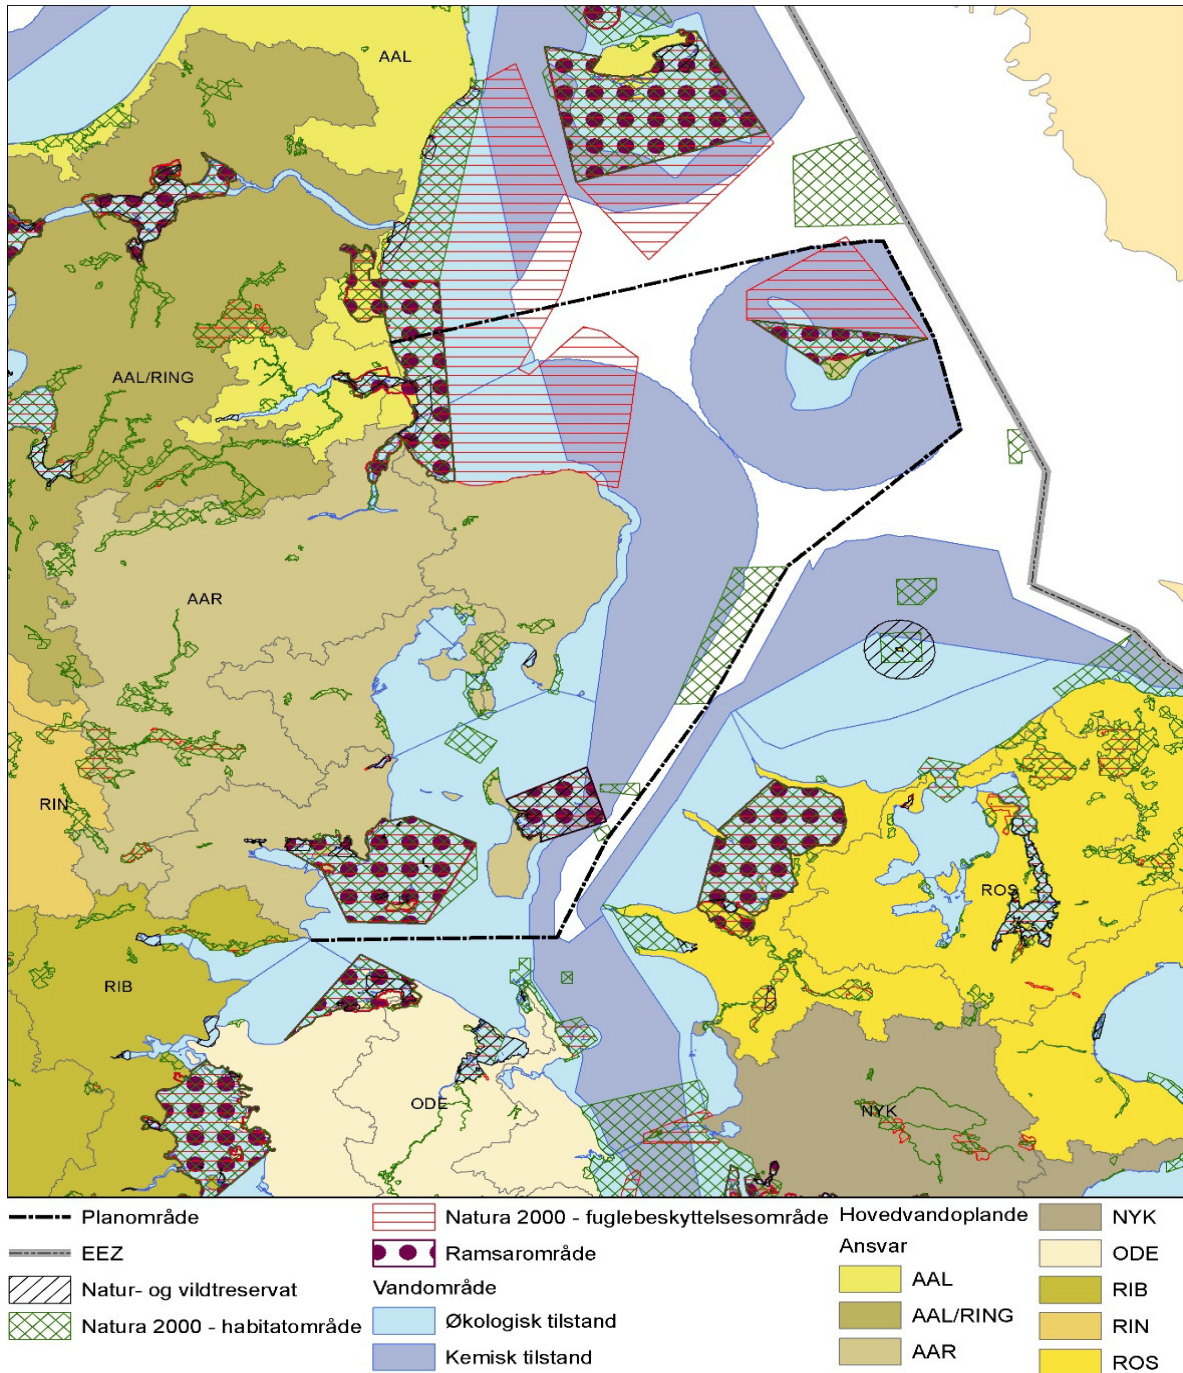 AAL
AAL/RING
AAR
RIN
ROS
RIB
ODE
NYK
Planområde
EEZ
Natur- og vildtreservat
Natura 2000 - habitatområde
Natura 2000 - fuglebeskyttelsesområde
Ramsarområde
Vandområde
Økologisk tilstand
Kemisk tilstand
Hovedvandoplande
Ansvar
AAL
AAL/RING
AAR
NYK
ODE
RIB
RIN
ROS